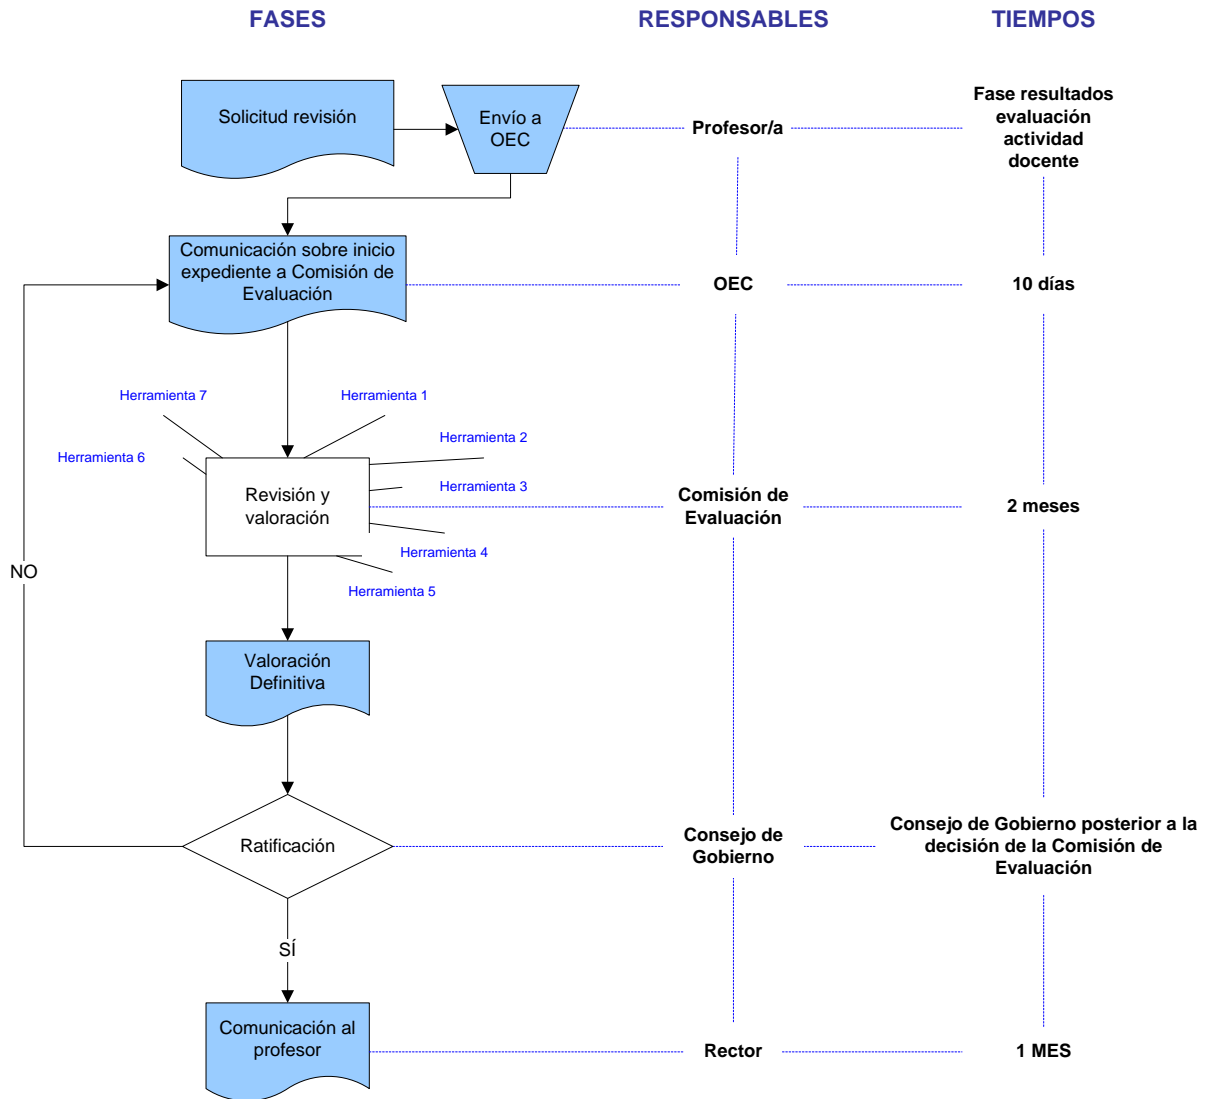 FASES
RESPONSABLES
TIEMPOS
Solicitud revisión
Envío a
OEC
Profesor/a
Fase resultados
evaluación
actividad
docente
Comunicación sobre inicio
expediente a Comisión de
Evaluación
OEC
10 días
Herramienta 7
Herramienta 1
Herramienta 2
Herramienta 6
Herramienta 3
Revisión y
valoración
Comisión de
Evaluación
2 meses
Herramienta 4
Herramienta 5
NO
Valoración
Definitiva
Ratificación
Consejo de
Gobierno
Consejo de Gobierno posterior a la
decisión de la Comisión de
Evaluación
SÍ
Comunicación al
profesor
Rector
1 MES